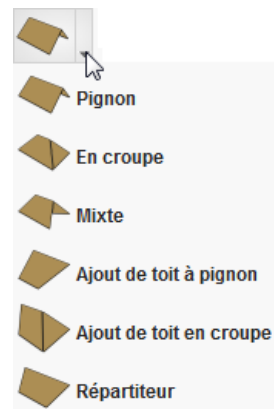 Pignon
En croupe
Mixte
Ajout de toit à pignon
Ajout de toit en croupe
Répartiteur